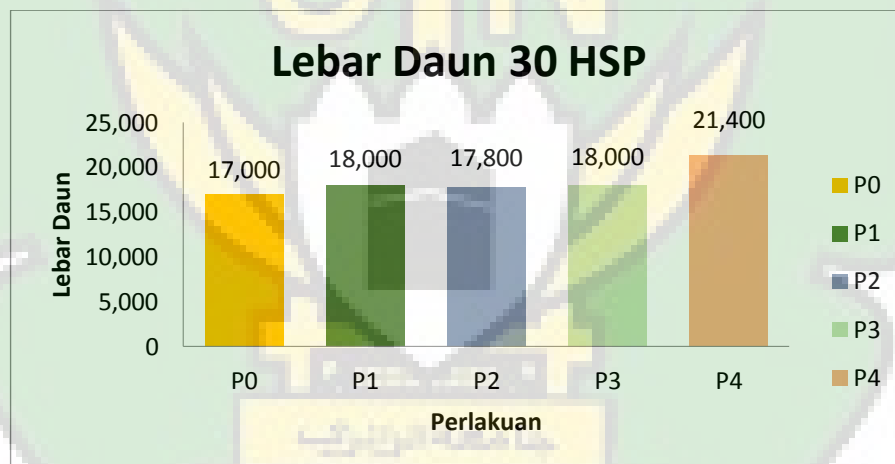 Lebar Daun 30 HSP
Lebar Daun
25,000
20,000
15,000
10,000
5,000
0
17,000
18,000
17,800
18,000
21,400
P0
P1
P2
P3
P4
Perlakuan
P0
P1
P2
P3
P4
جامعة الرانري